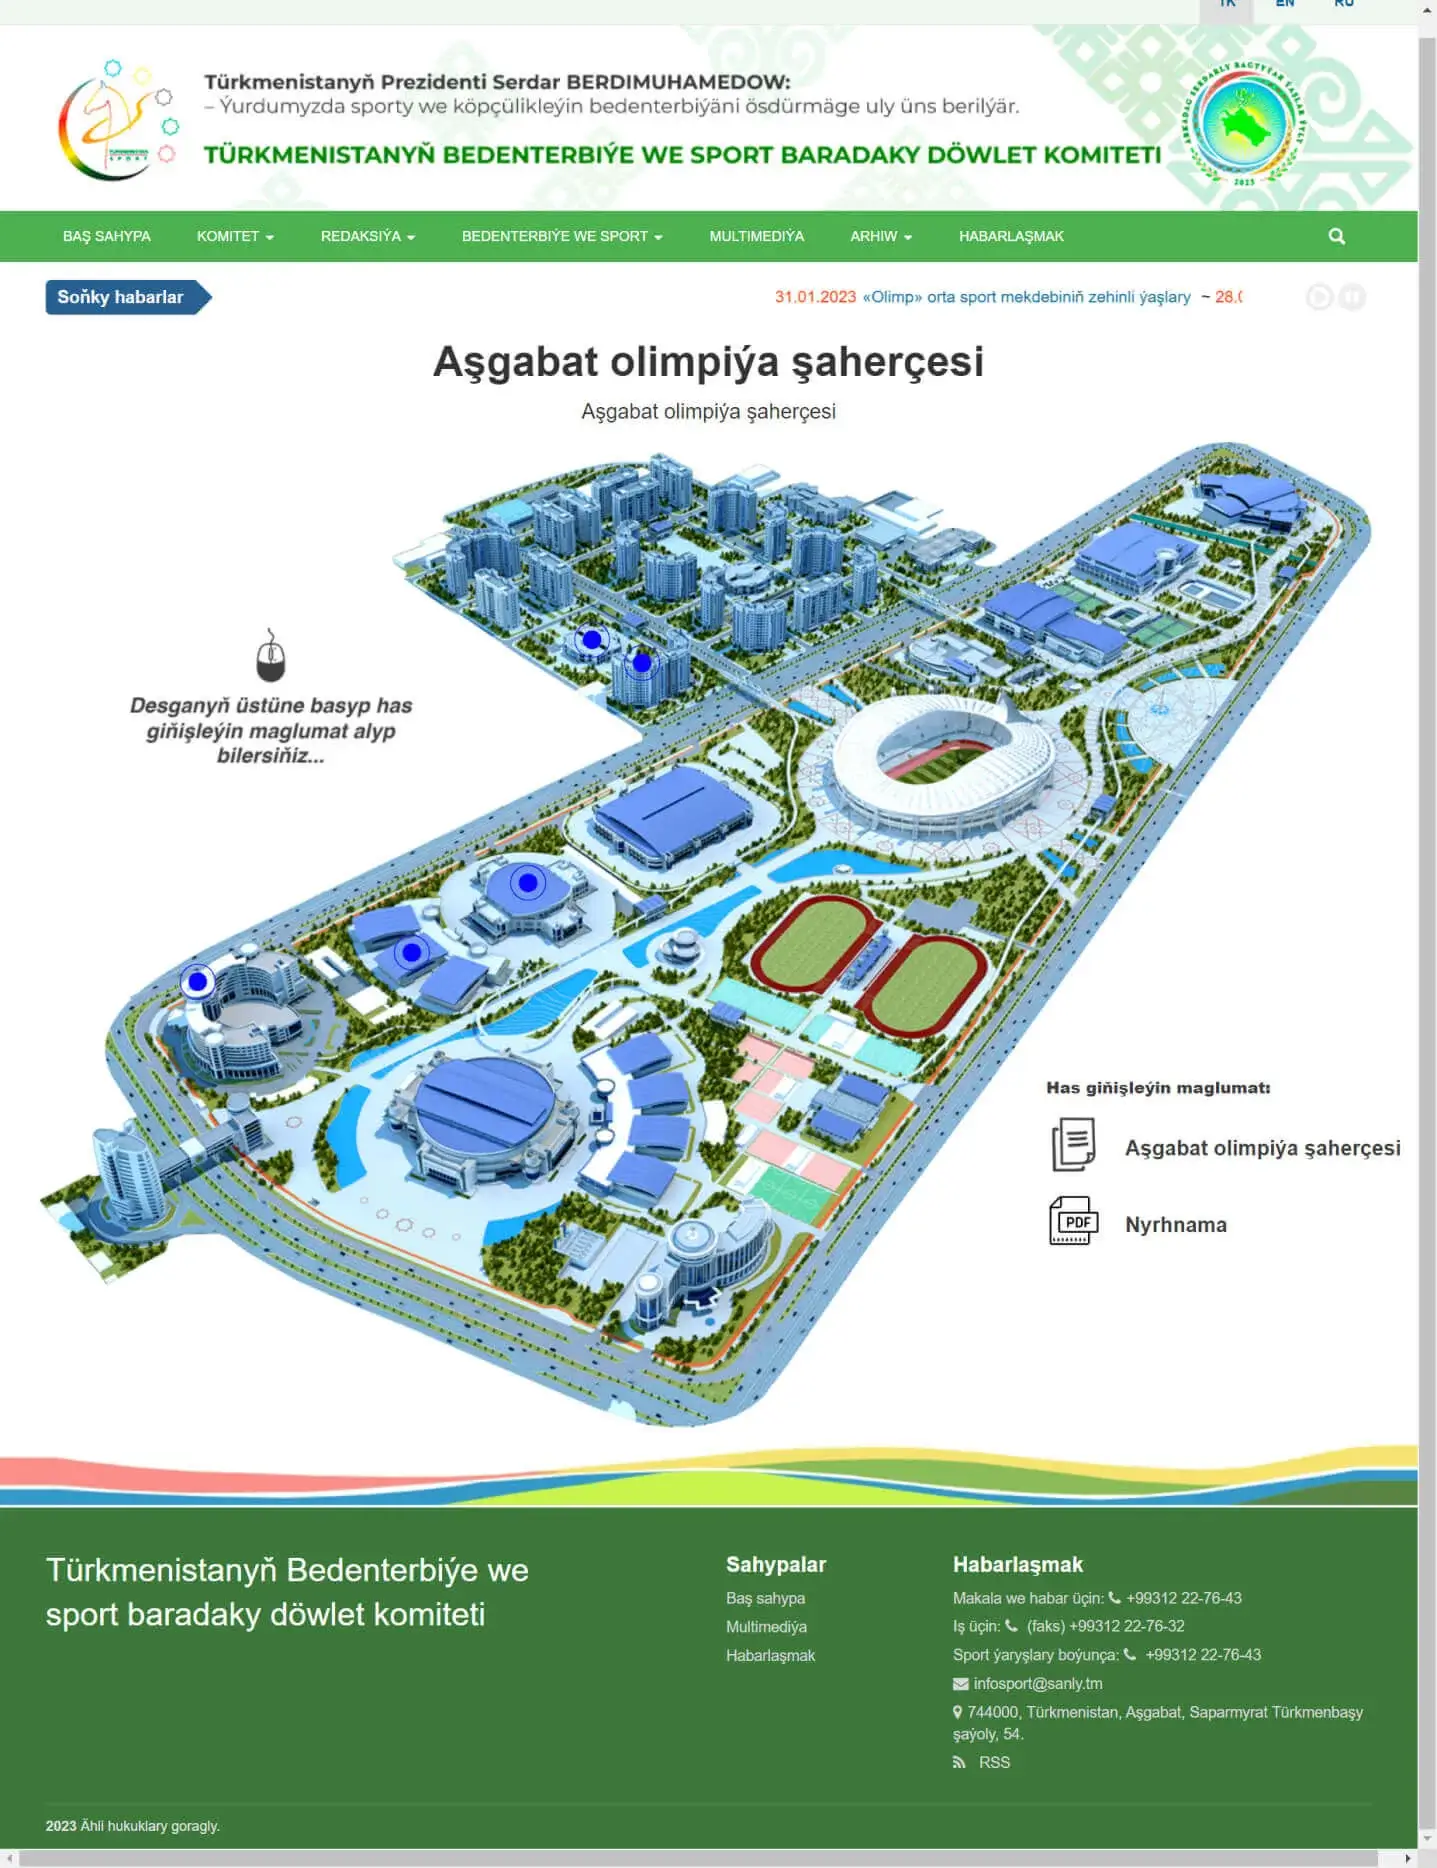 TK EN RU
Türkmenistanyň Prezidenti Serdar BERDIMUHAMEDOW:
– Ýurdumyzda sporty we köpçülikleýin bedenterbiýäni ösdürmäge uly üns berilýär.
TÜRKMENISTANYŇ BEDENTERBIÝE WE SPORT BARADAKY DÖWLET KOMITETI
BAŞ SAHYPA KOMITET REDAKSIÝA BEDENTERBIÝE WE SPORT MULTIMEDIÝA ARHIW HABARLAŞMAK
Soňky habarlar
31.01.2023 «Olimp» orta sport mekdebiniň zehinli ýaşlary ~ 28.0
Aşgabat olimpiýa şaherçesi
Aşgabat olimpiýa şaherçesi
Desganyň üstüne basyp has
giňişleýin maglumat alyp
bilersiňiz...
Has giňişleýin maglumat:
Aşgabat olimpiýa şaherçesi
PDF
Nyrhnama
Türkmenistanyň Bedenterbiýe we
sport baradaky döwlet komiteti
Sahypalar
Baş sahypa
Multimediýa
Habarlaşmak
Habarlaşmak
Makala we habar üçin: +99312 22-76-43
Iş üçin: (faks) +99312 22-76-32
Sport ýaryşlary boýunça: +99312 22-76-43
infosport@sanly.tm
744000, Türkmenistan, Aşgabat, Saparmyrat Türkmenbaşy
şaýoly, 54.
RSS
2023 Ähli hukuklary goragly.